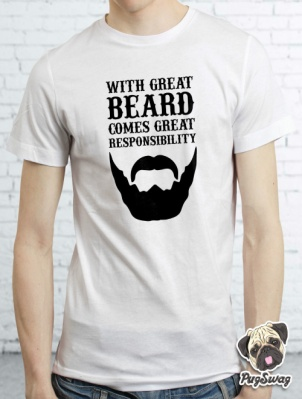 WITH GREAT
BEARD
COMES GREAT
RESPONSIBILITY
PugSwag